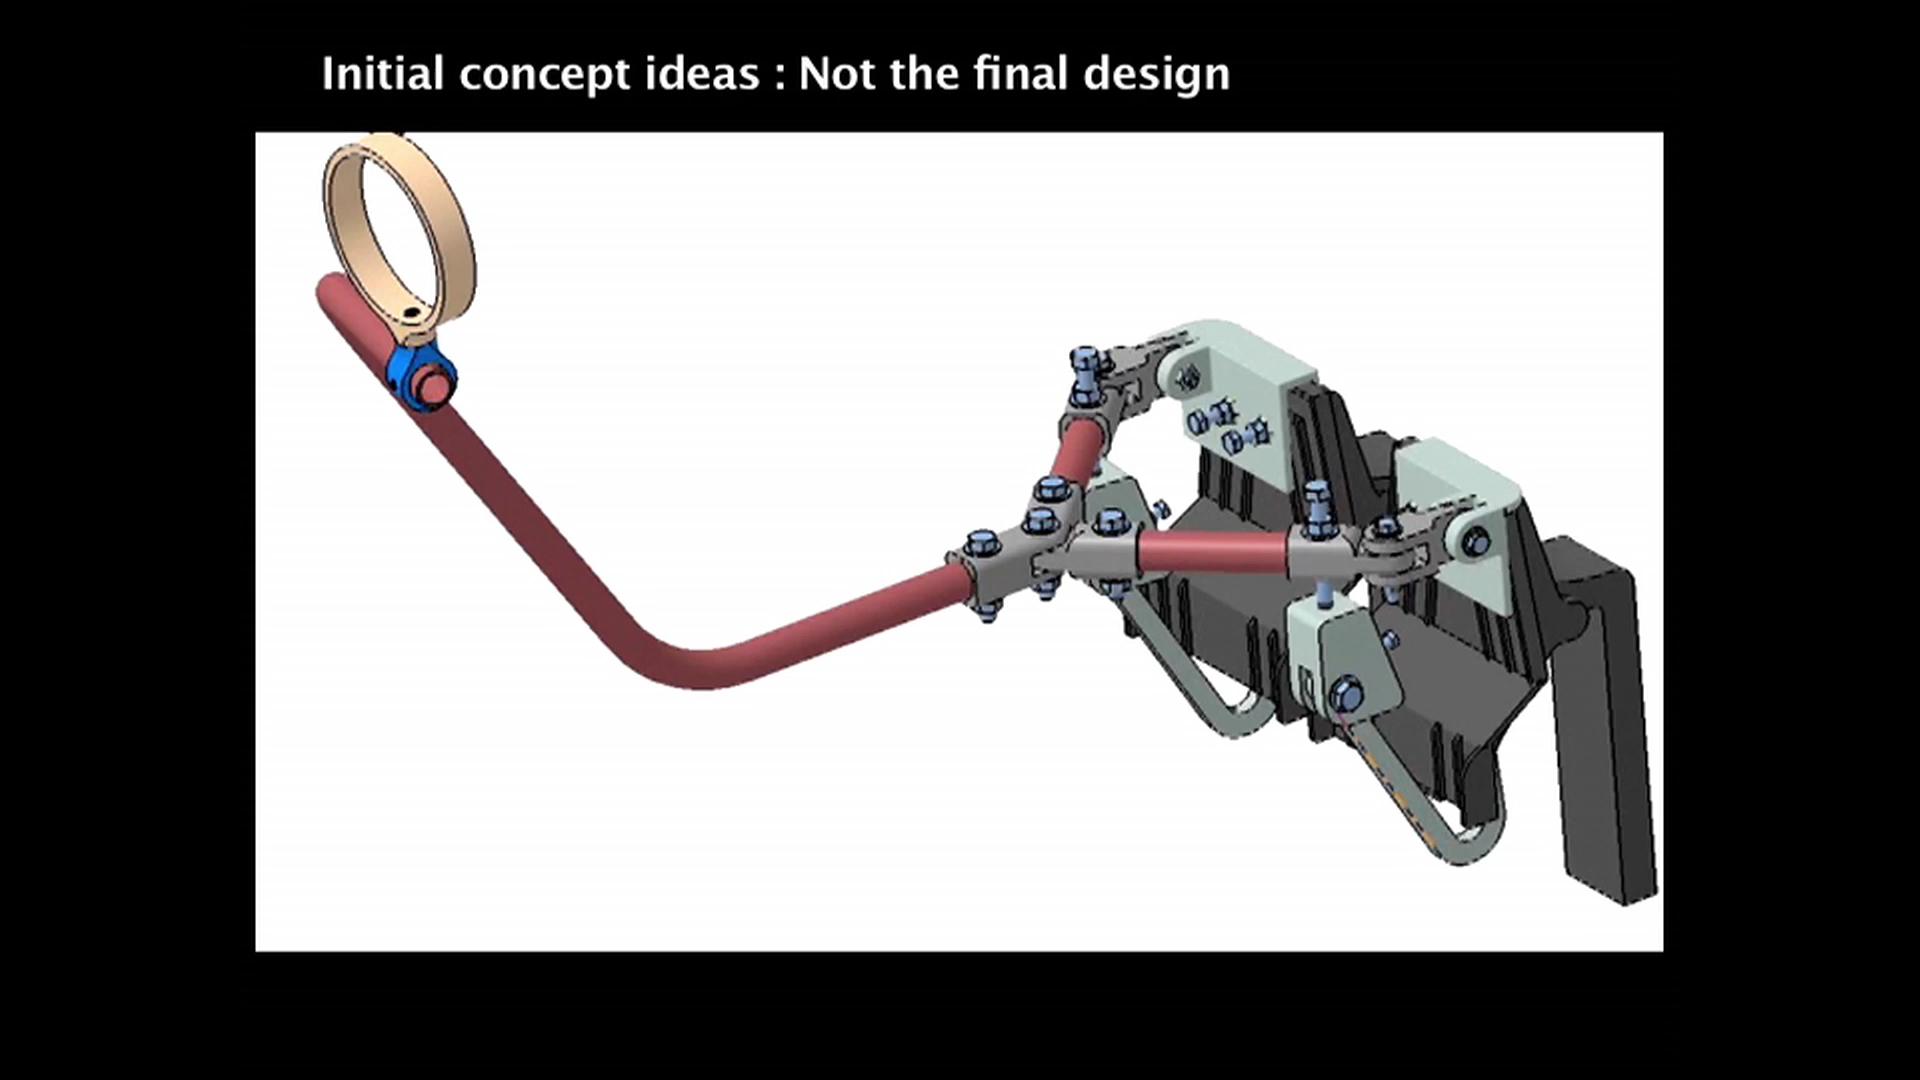 Initial concept ideas : Not the final design